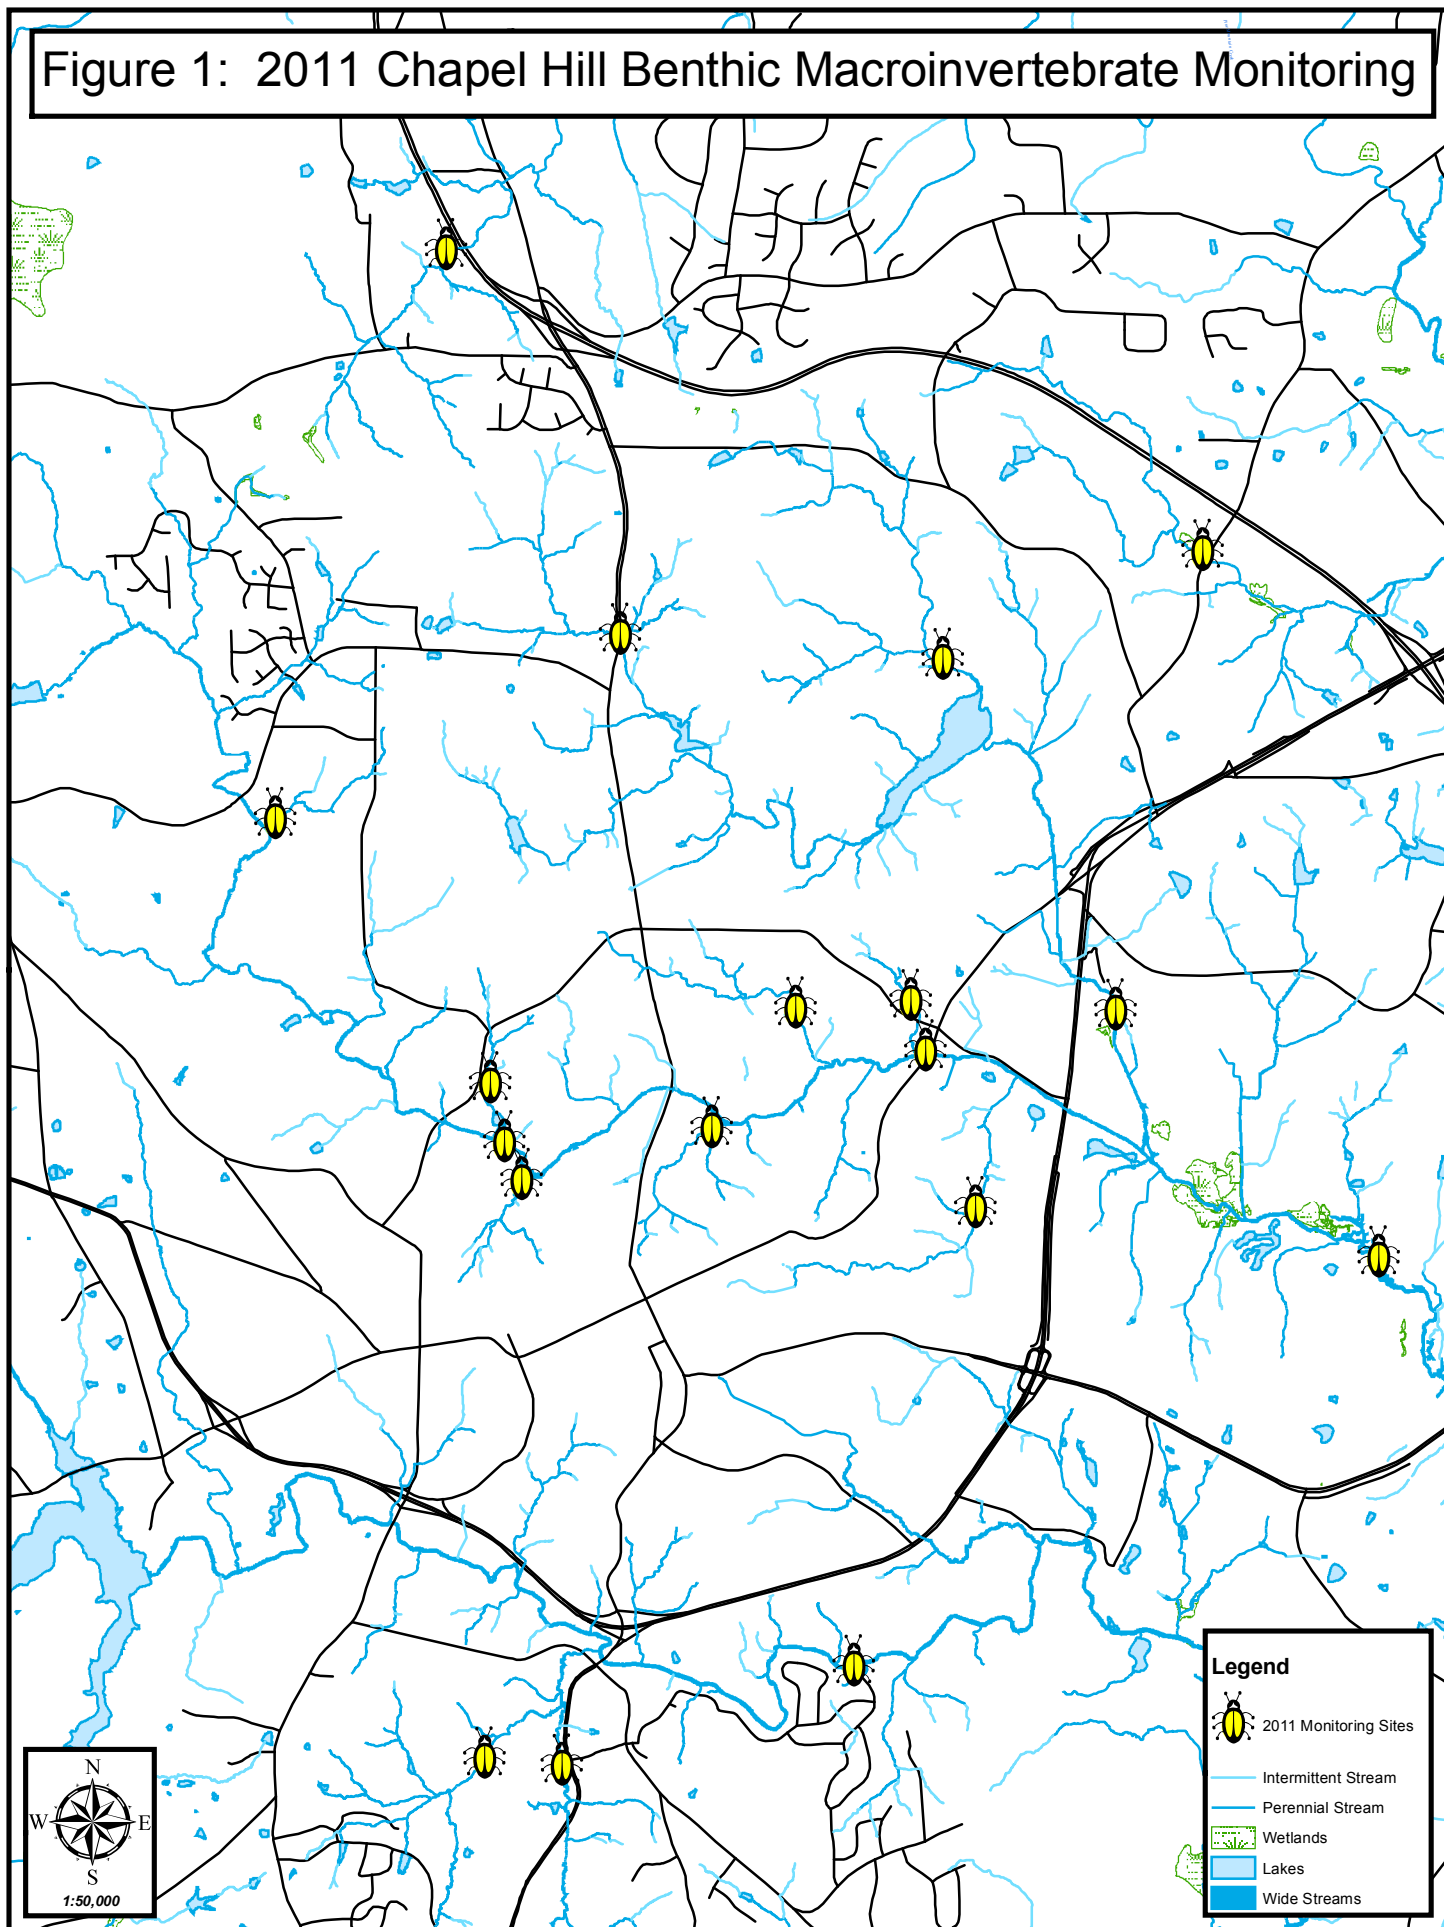 Figure 1: 2011 Chapel Hill Benthic Macroinvertebrate Monitoring
Legend
2011 Monitoring Sites
Intermittent Stream
Perennial Stream
Wetlands
Lakes
Wide Streams
N
W E
S
1:50,000